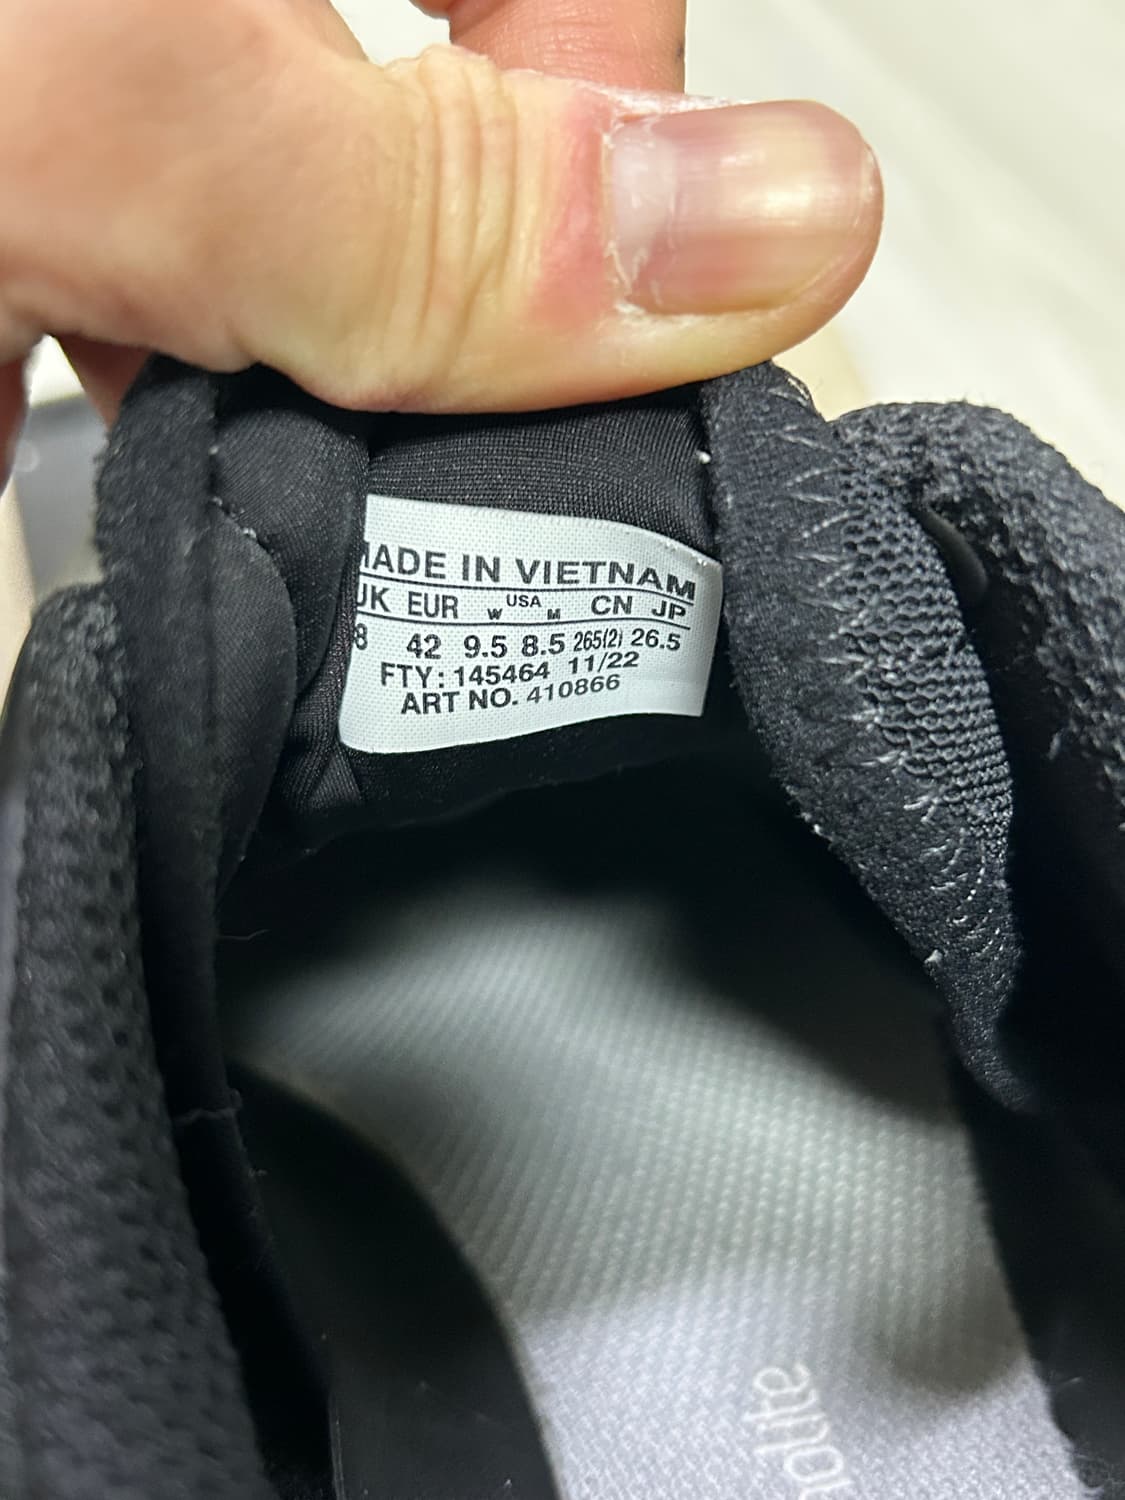 MADE IN VIETNAM
UK EUR W USA M CN JP
8 42 9.5 8.5 265(2) 26.5
FTY: 145464 11/22
ART NO. 410866